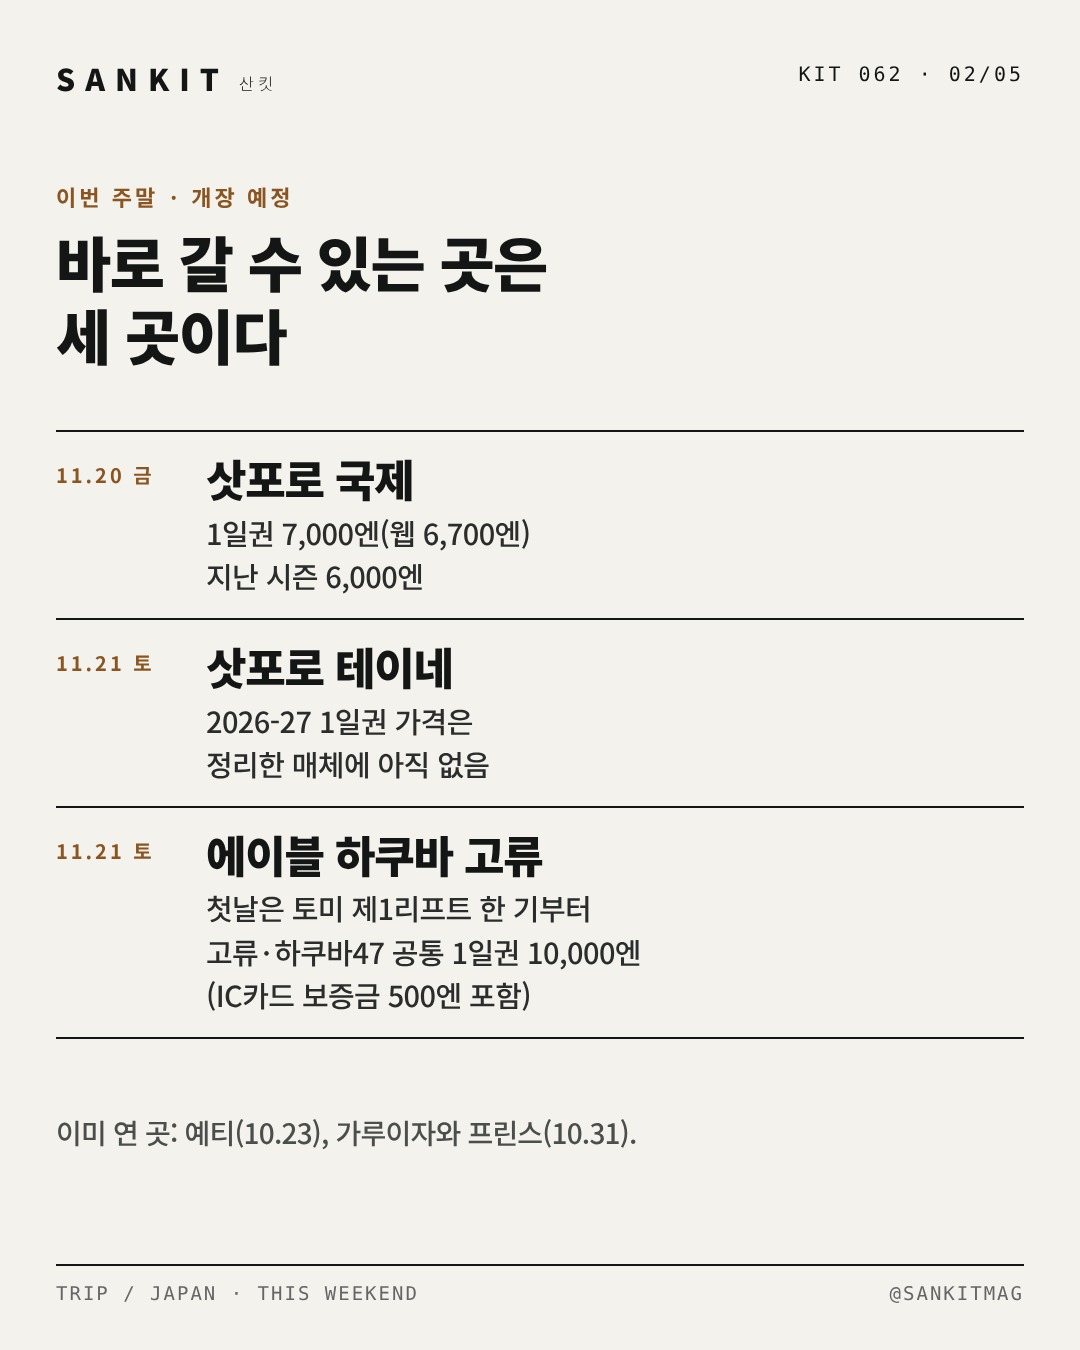 SANKIT 산킷
KIT 062 · 02/05
이번 주말 · 개장 예정
바로 갈 수 있는 곳은
세 곳이다
11.20 금
삿포로 국제
1일권 7,000엔(웹 6,700엔)
지난 시즌 6,000엔
11.21 토
삿포로 테이네
2026-27 1일권 가격은
정리한 매체에 아직 없음
11.21 토
에이블 하쿠바 고류
첫날은 토미 제1리프트 한 기부터
고류·하쿠바47 공통 1일권 10,000엔
(IC카드 보증금 500엔 포함)
이미 연 곳: 예티(10.23), 가루이자와 프린스(10.31).
TRIP / JAPAN · THIS WEEKEND
@SANKITMAG